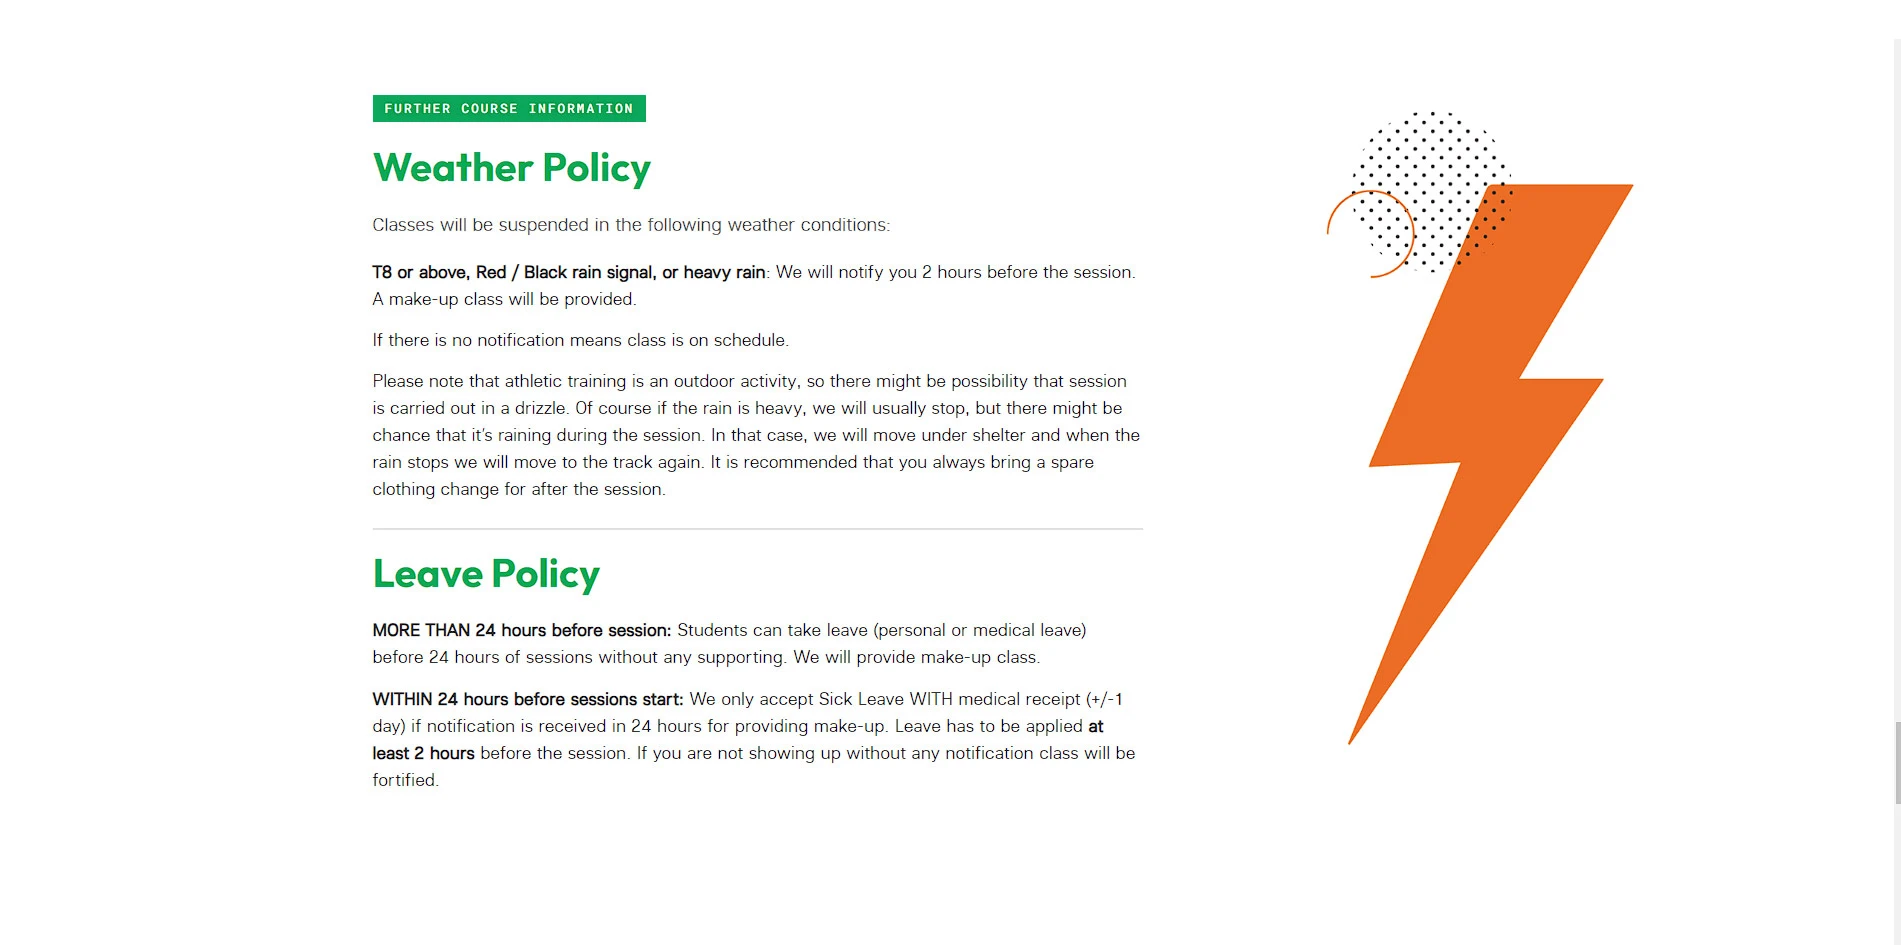 FURTHER COURSE INFORMATION
Weather Policy
Classes will be suspended in the following weather conditions:
T8 or above, Red / Black rain signal, or heavy rain: We will notify you 2 hours before the session.
A make-up class will be provided.
If there is no notification means class is on schedule.
Please note that athletic training is an outdoor activity, so there might be possibility that session
is carried out in a drizzle. Of course if the rain is heavy, we will usually stop, but there might be
chance that it's raining during the session. In that case, we will move under shelter and when the
rain stops we will move to the track again. It is recommended that you always bring a spare
clothing change for after the session.
Leave Policy
MORE THAN 24 hours before session: Students can take leave (personal or medical leave)
before 24 hours of sessions without any supporting. We will provide make-up class.
WITHIN 24 hours before sessions start: We only accept Sick Leave WITH medical receipt (+/-1
day) if notification is received in 24 hours for providing make-up. Leave has to be applied at
least 2 hours before the session. If you are not showing up without any notification class will be
fortified.